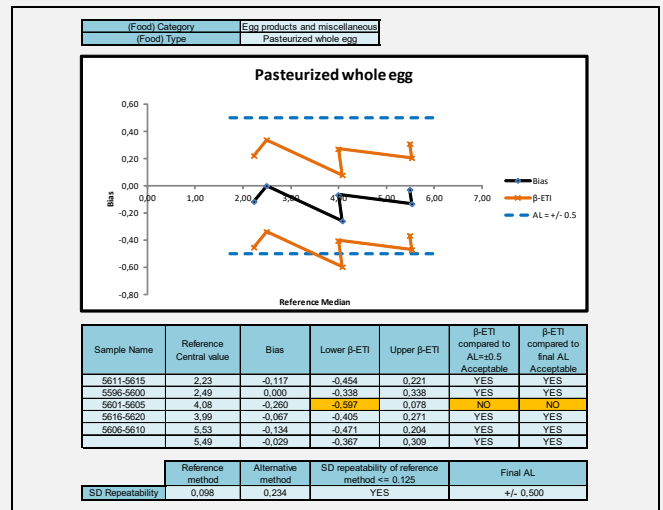 (Food) Category Egg products and miscellaneous
(Food) Type Pasteurized whole egg
Pasteurized whole egg
0,60
0,40
0,20
0,00
-0,20
-0,40
-0,60
-0,80
0,00 1,00 2,00 3,00 4,00 5,00 6,00 7,00
Bias
Reference Median
Bias
β-ETI
AL = +/- 0.5
Sample Name Reference Central value Bias Lower β-ETI Upper β-ETI β-ETI compared to AL=±0.5 Acceptable β-ETI compared to final AL Acceptable
5611-5615 2,23 -0,117 -0,454 0,221 YES YES
5596-5600 2,49 0,000 -0,338 0,338 YES YES
5601-5605 4,08 -0,260 -0,597 0,078 NO NO
5616-5620 3,99 -0,067 -0,405 0,271 YES YES
5606-5610 5,53 -0,134 -0,471 0,204 YES YES
5,49 -0,029 -0,367 0,309 YES YES
Reference method Alternative method SD repeatability of reference method <= 0.125 Final AL
SD Repeatability 0,098 0,234 YES +/- 0,500